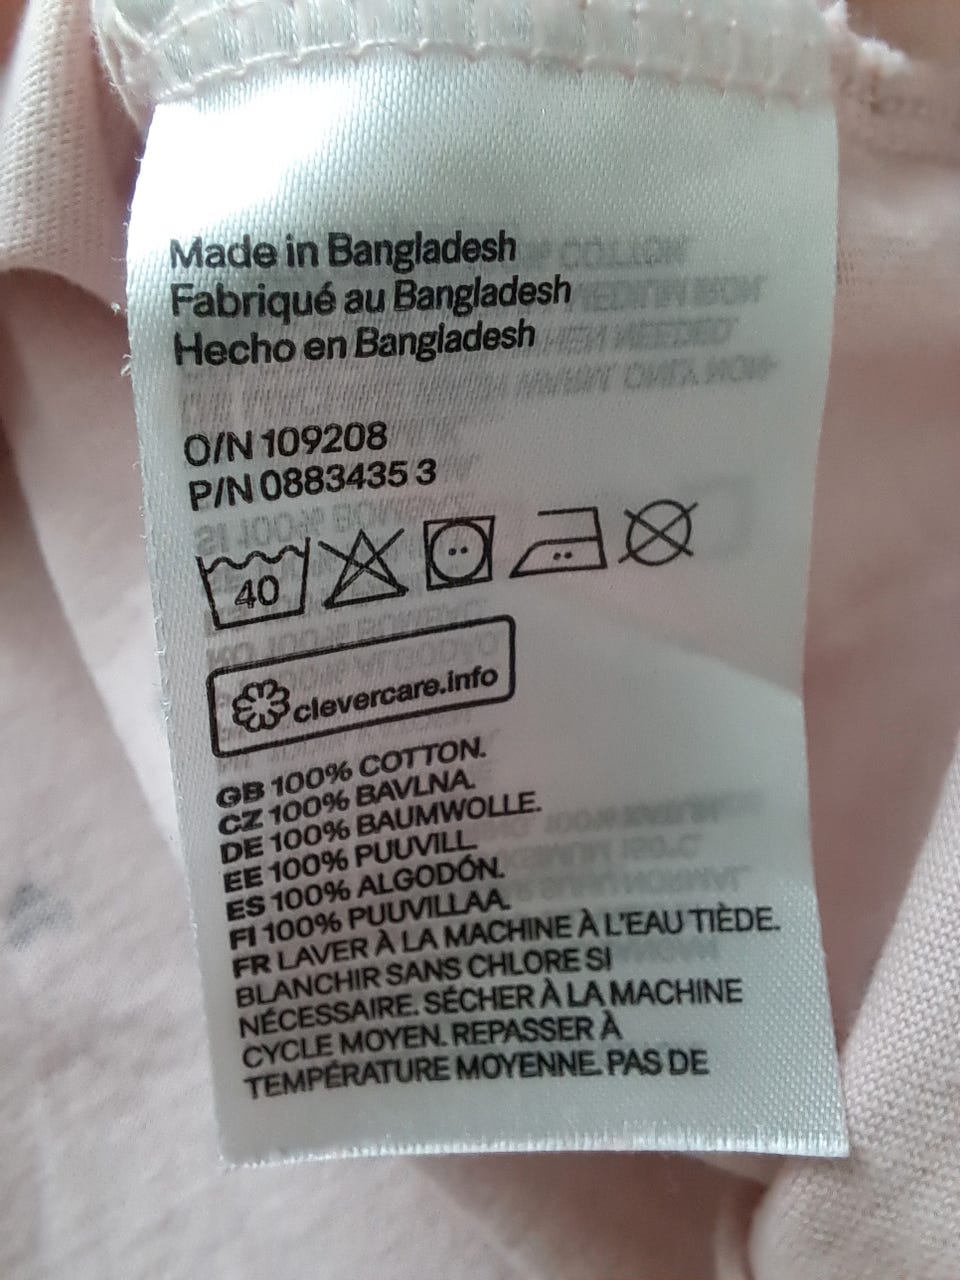 Made in Bangladesh
Fabriqué au Bangladesh
Hecho en Bangladesh
O/N 109208
P/N 0883435 3
40
clevercare.info
GB 100% COTTON.
CZ 100% BAVLNA.
DE 100% BAUMWOLLE.
EE 100% PUUVILL
ES 100% ALGODÓN.
FI 100% PUUVILLAA.
FR LAVER À LA MACHINE À L'EAU TIÈDE.
BLANCHIR SANS CHLORE SI
NÉCESSAIRE. SÉCHER À LA MACHINE
CYCLE MOYEN. REPASSER À
TEMPÉRATURE MOYENNE. PAS DE